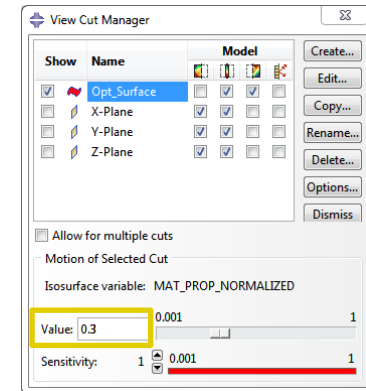 View Cut Manager
Show Name Model
Create...
Opt_Surface
Edit...
X-Plane
Copy...
Y-Plane
Rename...
Z-Plane
Delete...
Options...
Dismiss
Allow for multiple cuts
Motion of Selected Cut
Isosurface variable: MAT_PROP_NORMALIZED
Value: 0.3 0.001 1
Sensitivity: 1 0.001 1